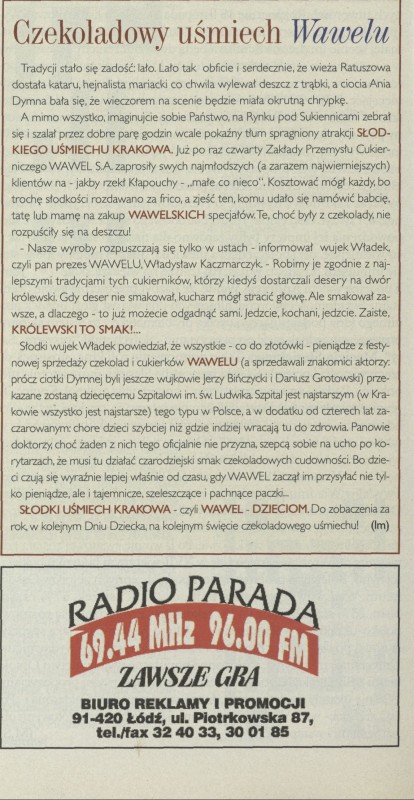 Czekoladowy uśmiech Wawelu
Tradycji stało się zadość: lało. Lało tak obficie i serdecznie, że wieża Ratuszowa
dostała kataru, hejnalista mariacki co chwila wylewał deszcz z trąbki, a ciocia Ania
Dymna bała się, że wieczorem na scenie będzie miała okrutną chrypkę.
A mimo wszystko, imaginujcie sobie Państwo, na Rynku pod Sukiennicami zebrał
się i szalał przez dobre parę godzin wcale pokaźny tłum spragniony atrakcji SŁOD-
KIEGO UŚMIECHU KRAKOWA. Już po raz czwarty Zakłady Przemysłu Cukier-
niczego WAWEL S.A. zaprosiły swych najmłodszych (a zarazem najwierniejszych)
klientów na - jakby rzekł Kłapouchy - „małe co nieco". Kosztować mógł każdy, bo
trochę słodkości rozdawano za frico, a zjeść ten, komu udało się namówić babcię,
tatę lub mamę na zakup WAWELSKICH specjałów. Te, choć były z czekolady, nie
rozpuściły się na deszczu!
- Nasze wyroby rozpuszczają się tylko w ustach - informował wujek Władek,
czyli pan prezes WAWELU, Władysław Kaczmarczyk. - Robimy je zgodnie z naj-
lepszymi tradycjami tych cukierników, którzy kiedyś dostarczali desery na dwór
królewski. Gdy deser nie smakował, kucharz mógł stracić głowę. Ale smakował za-
wsze, a dlaczego - to już możecie odgadnąć sami. Jedzcie, kochani, jedzcie. Zaiste,
KRÓLEWSKI TO SMAK!...
Słodki wujek Władek powiedział, że wszystkie - co do złotówki - pieniądze z festy-
nowej sprzedaży czekolad i cukierków WAWELU (a sprzedawali znakomici aktorzy:
prócz ciotki Dymnej byli jeszcze wujkowie Jerzy Bińczycki i Dariusz Grotowski) prze-
kazane zostaną dziecięcemu Szpitalowi im. św. Ludwika. Szpital jest najstarszym (w Kra-
kowie wszystko jest najstarsze) tego typu w Polsce, a w dodatku od czterech lat za-
czarowanym: chore dzieci szybciej niż gdzie indziej wracają tu do zdrowia. Panowie
doktorzy, choć żaden z nich tego oficjalnie nie przyzna, szepcą sobie na ucho po ko-
rytarzach, że musi tu działać czarodziejski smak czekoladowych cudowności. Bo dzie-
ci czują się wyraźnie lepiej właśnie od czasu, gdy WAWEL zaczął im przysyłać nie tyl-
ko pieniądze, ale i tajemnicze, szeleszczące i pachnące paczki...
SŁODKI UŚMIECH KRAKOWA - czyli WAWEL - DZIECIOM. Do zobaczenia za
rok, w kolejnym Dniu Dziecka, na kolejnym święcie czekoladowego uśmiechu! (lm)
RADIO PARADA
69.44 MHz 96.00 FM
ZAWSZE GRA
BIURO REKLAMY I PROMOCJI
91-420 Łódź, ul. Piotrkowska 87,
tel./fax 32 40 33, 30 01 85